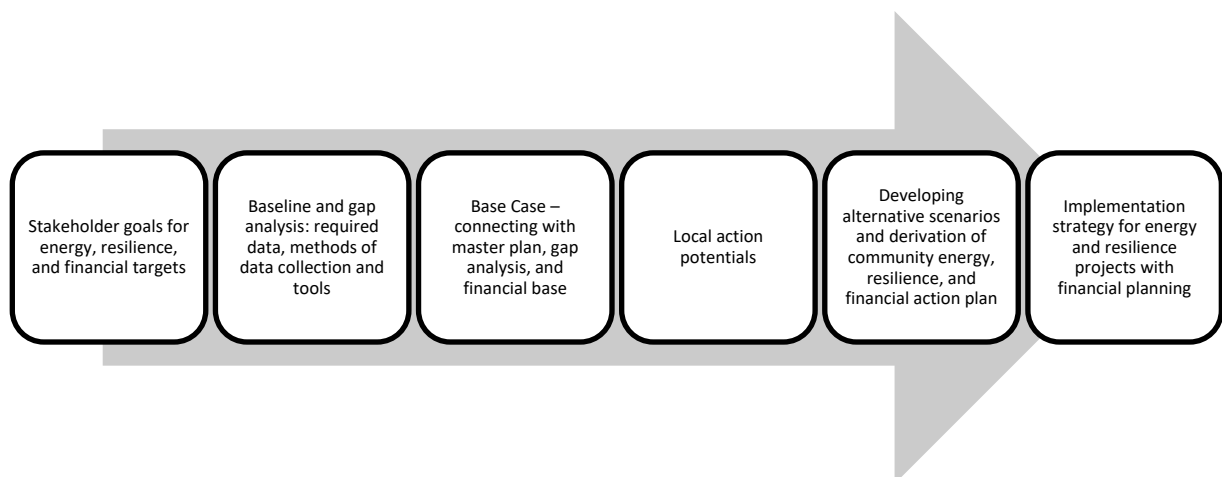 Stakeholder goals for
energy, resilience,
and financial targets
Baseline and gap
analysis: required
data, methods of
data collection and
tools
Base Case –
connecting with
master plan, gap
analysis, and
financial base
Local action
potentials
Developing
alternative scenarios
and derivation of
community energy,
resilience, and
financial action plan
Implementation
strategy for energy
and resilience
projects with
financial planning